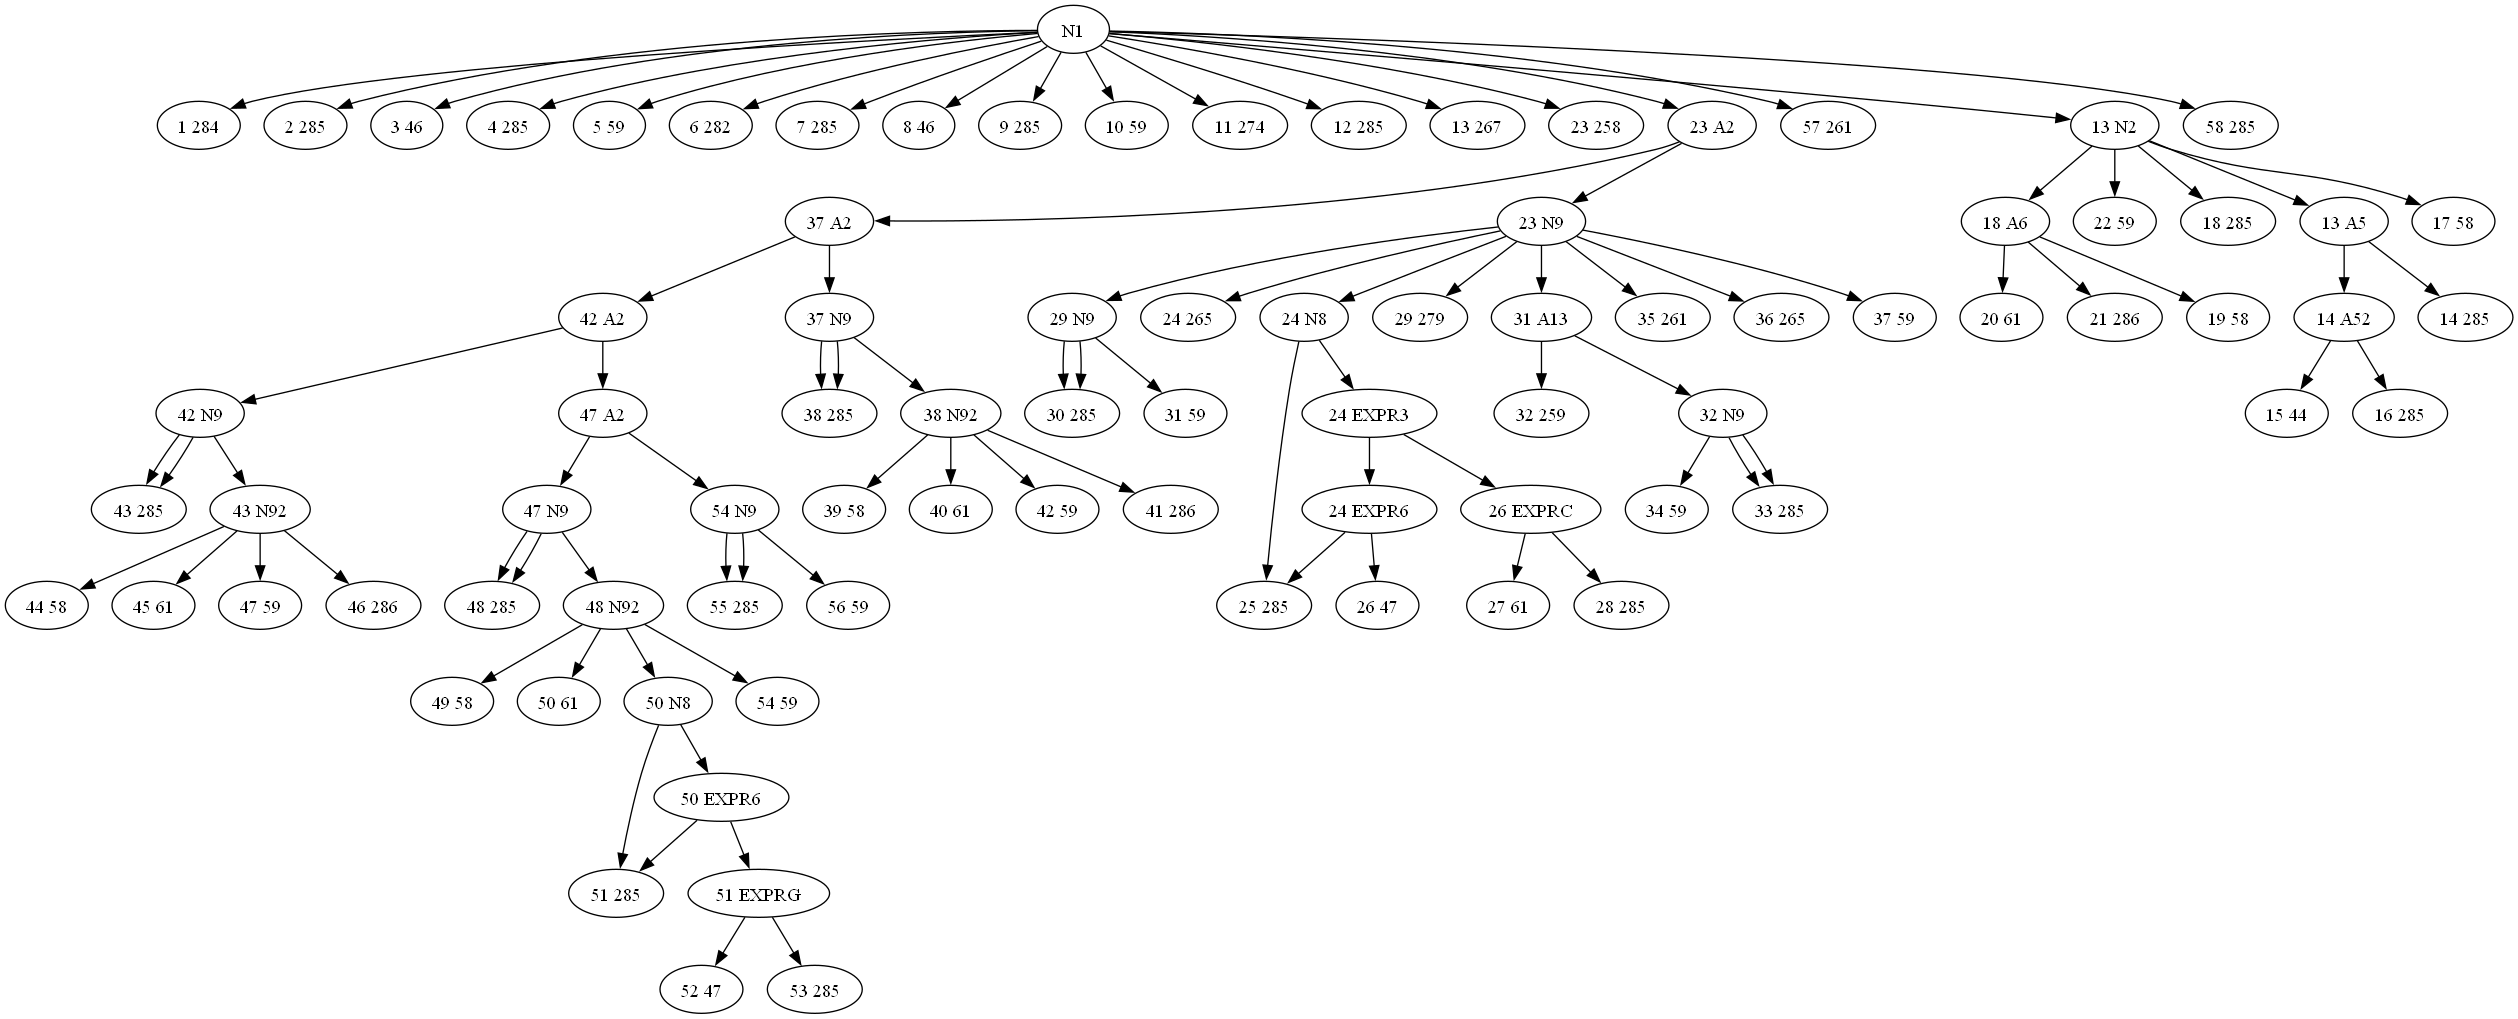 N1
1 284
2 285
3 46
4 285
5 59
6 282
7 285
8 46
9 285
10 59
11 274
12 285
13 267
23 258
23 A2
57 261
13 N2
58 285
37 A2
23 N9
18 A6
22 59
18 285
13 A5
17 58
42 A2
37 N9
29 N9
24 265
24 N8
29 279
31 A13
35 261
36 265
37 59
20 61
21 286
19 58
14 A52
14 285
42 N9
47 A2
38 285
38 N92
30 285
31 59
24 EXPR3
32 259
32 N9
15 44
16 285
43 285
43 N92
47 N9
54 N9
39 58
40 61
42 59
41 286
24 EXPR6
26 EXPRC
34 59
33 285
44 58
45 61
47 59
46 286
48 285
48 N92
55 285
56 59
25 285
26 47
27 61
28 285
49 58
50 61
50 N8
54 59
50 EXPR6
51 285
51 EXPRG
52 47
53 285